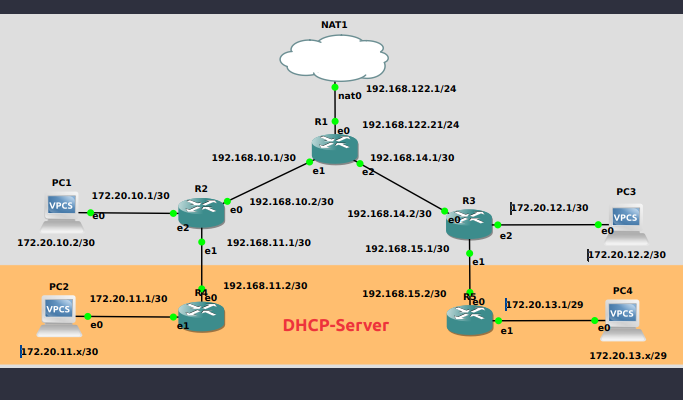 NAT1
192.168.122.1/24
nat0
R1
192.168.122.21/24
e0
192.168.10.1/30
192.168.14.1/30
e1
e2
PC1
R2
PC3
172.20.10.1/30
192.168.10.2/30
R3
172.20.12.1/30
VPCS
e0
e0
192.168.14.2/30
e0
VPCS
e2
e2
e0
172.20.10.2/30
192.168.11.1/30
192.168.15.1/30
172.20.12.2/30
e1
e1
PC2
192.168.11.2/30
R4
e0
192.168.15.2/30
R5
e0
PC4
172.20.11.1/30
172.20.13.1/29
VPCS
VPCS
e0
e1
DHCP-Server
e1
e0
172.20.11.x/30
172.20.13.x/29